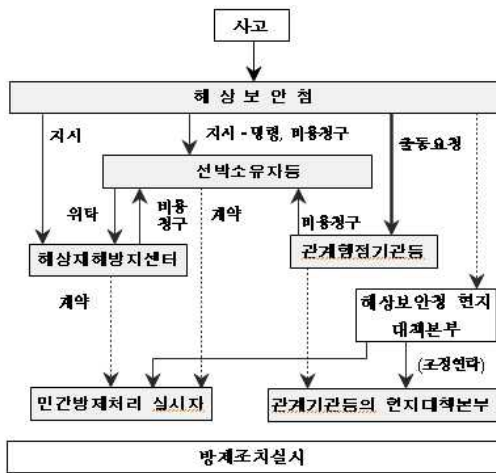 사고
해 상 보 안 청
지시
지시 - 명령, 비용청구
출동요청
선박소유자등
위탁
비용
청구
계약
비용청구
해상재해방지센터
관계행정기관등
계약
해상보안청 현지
대책본부
(조정연락)
민간방제처리 실시자
관계기관등의 현지대책본부
방제조치실시